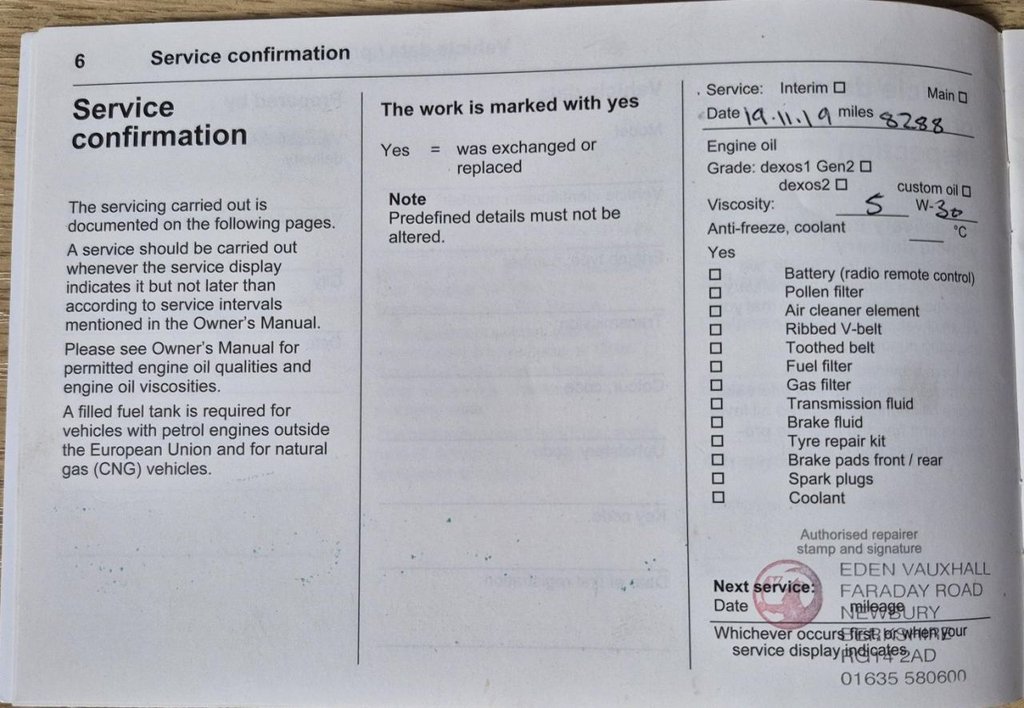 6 Service confirmation
Service
confirmation
The servicing carried out is
documented on the following pages.
A service should be carried out
whenever the service display
indicates it but not later than
according to service intervals
mentioned in the Owner's Manual.
Please see Owner's Manual for
permitted engine oil qualities and
engine oil viscosities.
A filled fuel tank is required for
vehicles with petrol engines outside
the European Union and for natural
gas (CNG) vehicles.
The work is marked with yes
Yes = was exchanged or
replaced
Note
Predefined details must not be
altered.
Service: Interim ☐ Main ☐
Date 19.11.19 miles 8288
Engine oil
Grade: dexos1 Gen2 ☐
dexos2 ☐ custom oil ☐
Viscosity: 5 W-30
Anti-freeze, coolant ____ °C
Yes
☐ Battery (radio remote control)
☐ Pollen filter
☐ Air cleaner element
☐ Ribbed V-belt
☐ Toothed belt
☐ Fuel filter
☐ Gas filter
☐ Transmission fluid
☐ Brake fluid
☐ Tyre repair kit
☐ Brake pads front / rear
☐ Spark plugs
☐ Coolant
Authorised repairer
stamp and signature
Next service:
Date mileage
Whichever occurs first, or when your
service display indicates
EDEN VAUXHALL
FARADAY ROAD
NEWBURY
BERKSHIRE
RG14 2AD
01635 580600